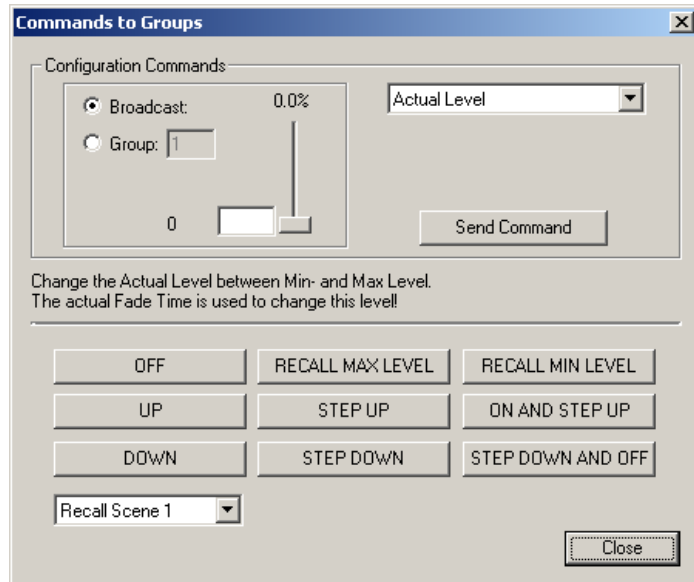 Commands to Groups
Configuration Commands
Broadcast:
0.0%
Actual Level
Group: 1
0
Send Command
Change the Actual Level between Min- and Max Level.
The actual Fade Time is used to change this level!
OFF
RECALL MAX LEVEL
RECALL MIN LEVEL
UP
STEP UP
ON AND STEP UP
DOWN
STEP DOWN
STEP DOWN AND OFF
Recall Scene 1
Close